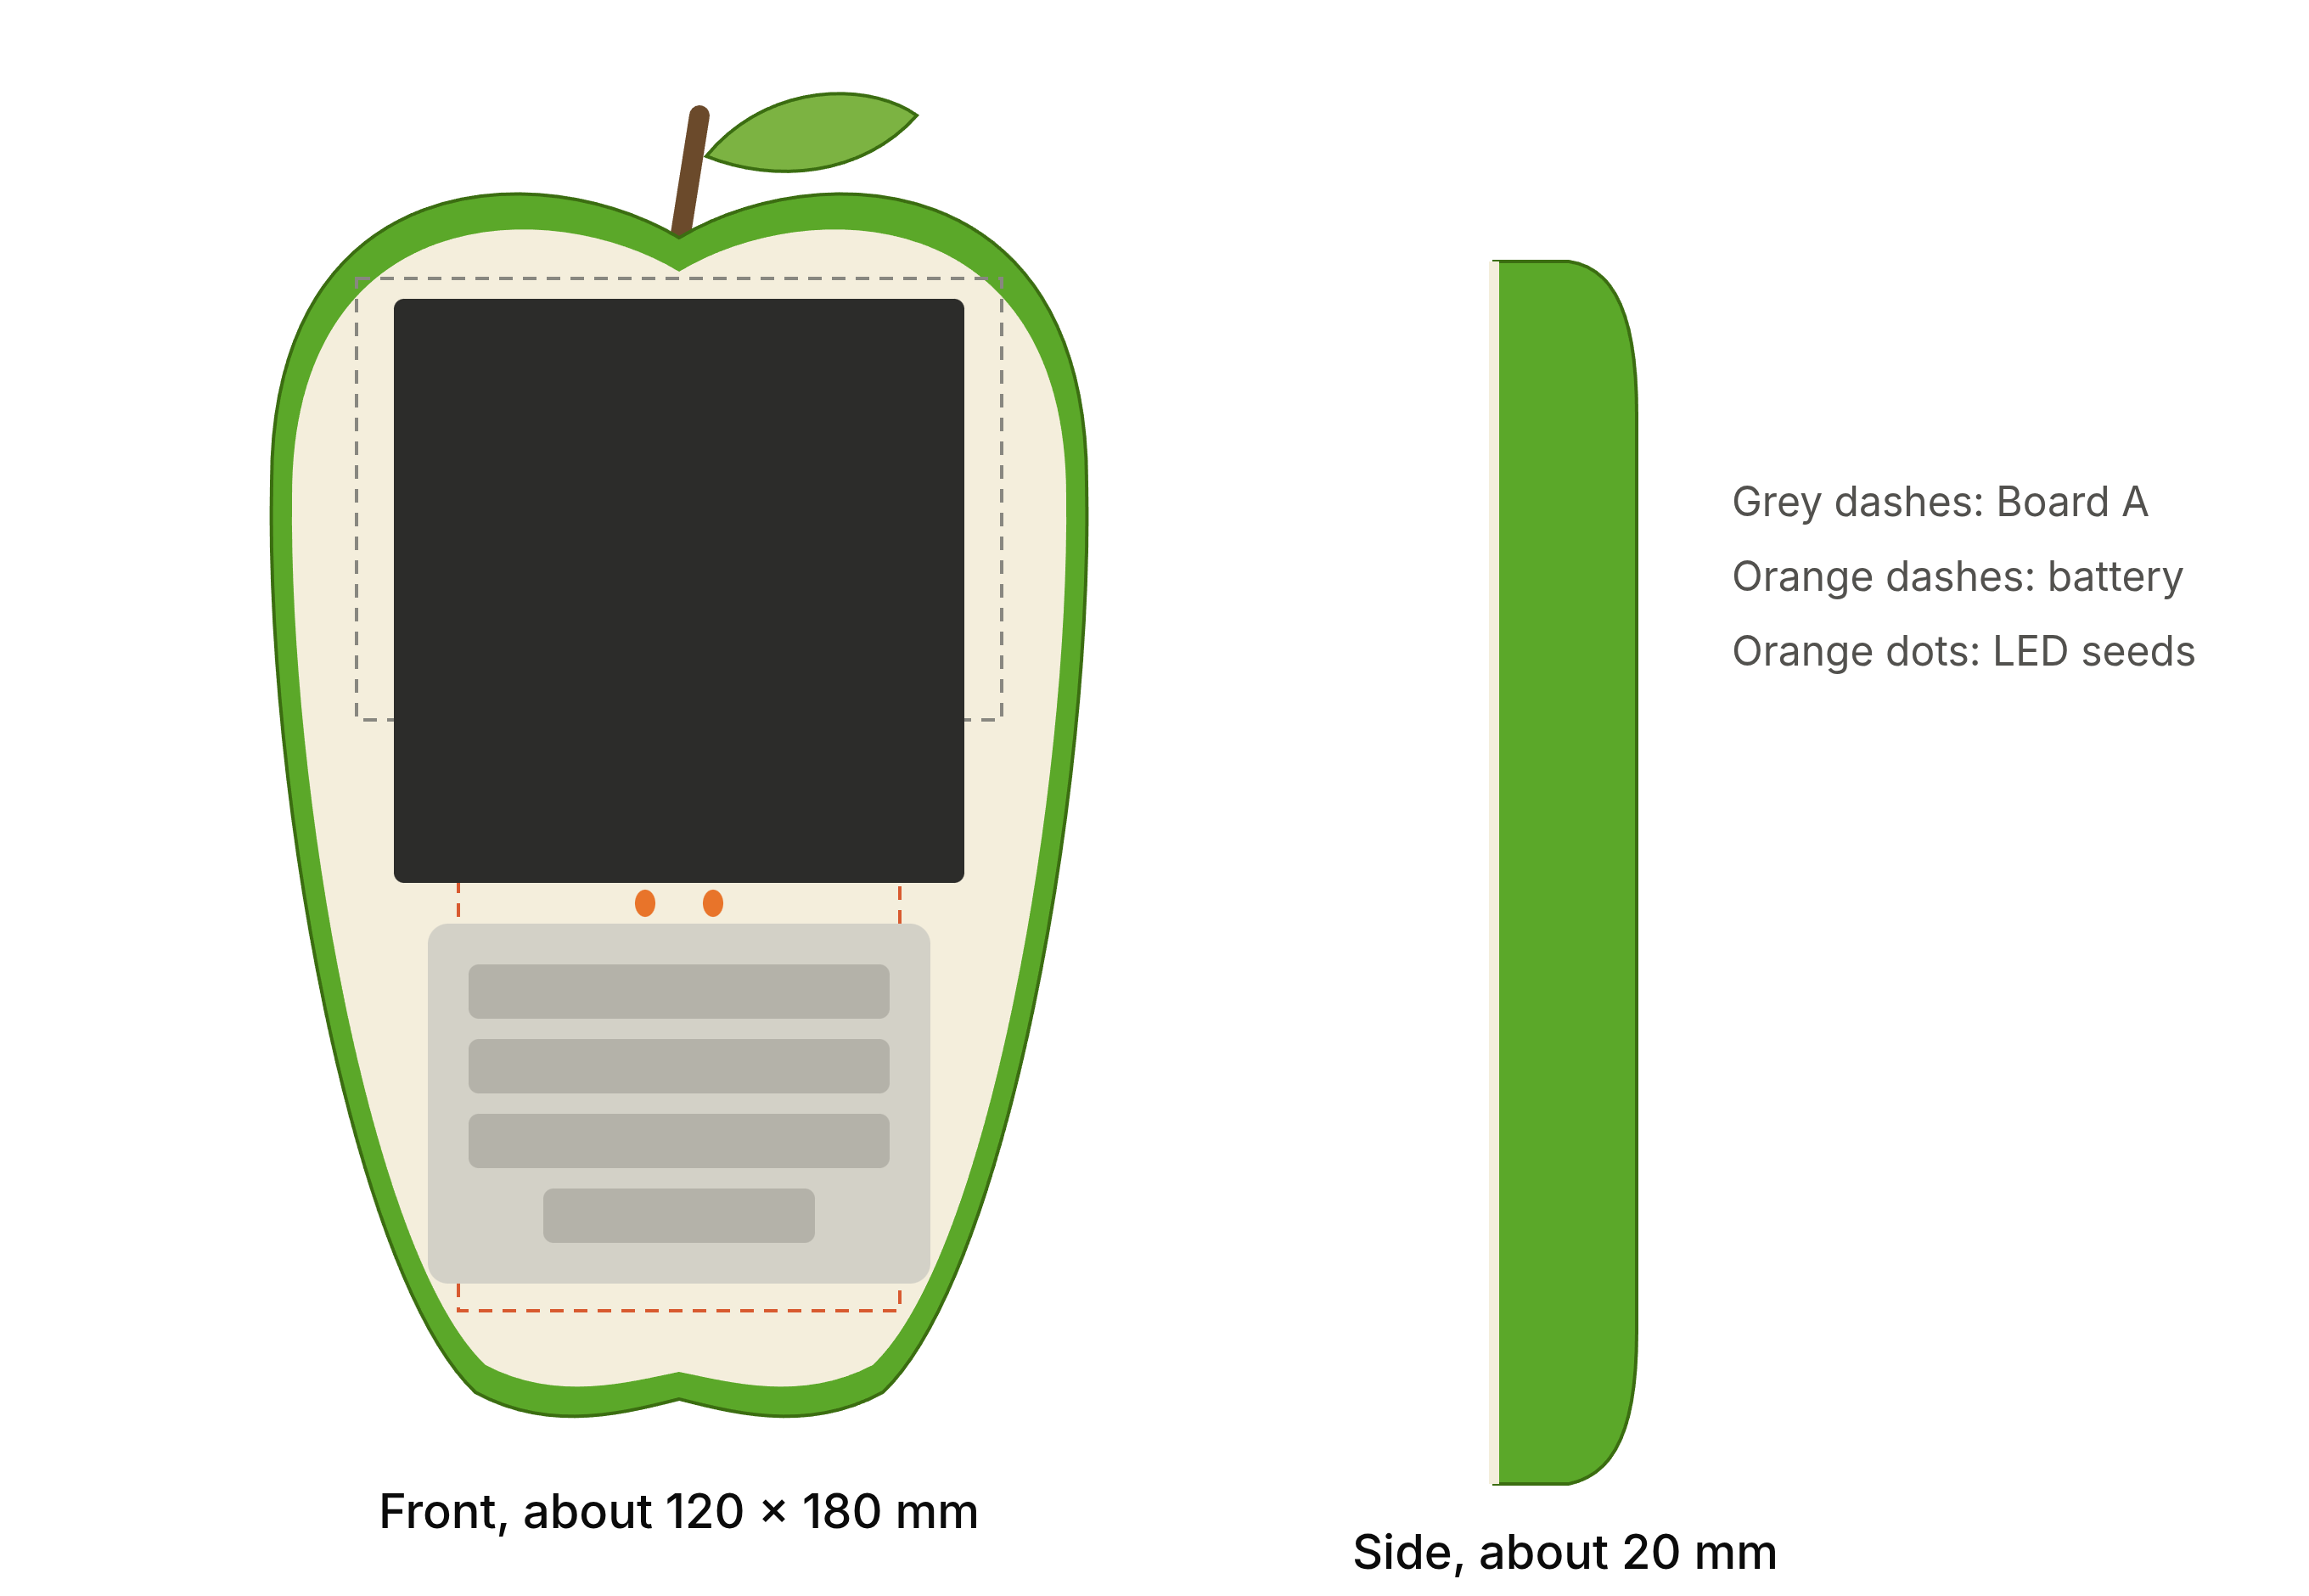 Grey dashes: Board A
Orange dashes: battery
Orange dots: LED seeds
Front, about 120 × 180 mm
Side, about 20 mm